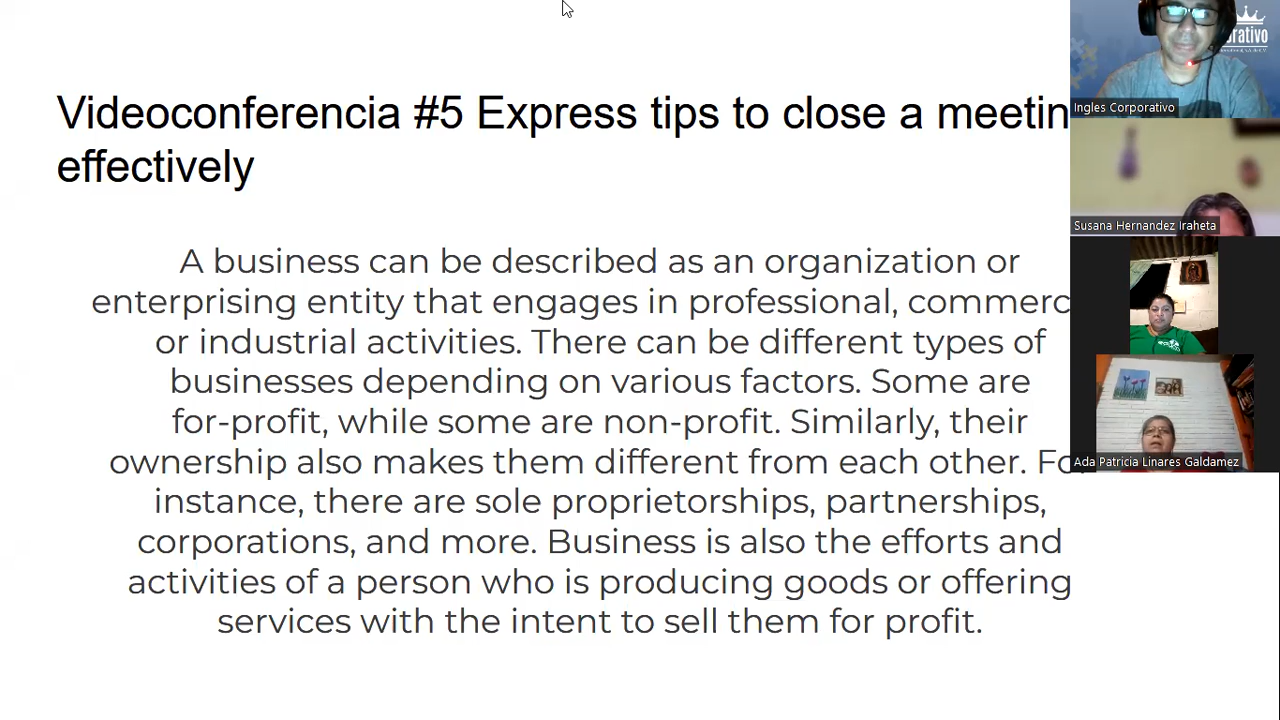 Videoconferencia #5 Express tips to close a meetin
effectively
A business can be described as an organization or
enterprising entity that engages in professional, commerc
or industrial activities. There can be different types of
businesses depending on various factors. Some are
for-profit, while some are non-profit. Similarly, their
ownership also makes them different from each other. Fo
instance, there are sole proprietorships, partnerships,
corporations, and more. Business is also the efforts and
activities of a person who is producing goods or offering
services with the intent to sell them for profit.
orativo
Ingles Corporativo
Susana Hernandez Iraheta
Ada Patricia Linares Galdamez